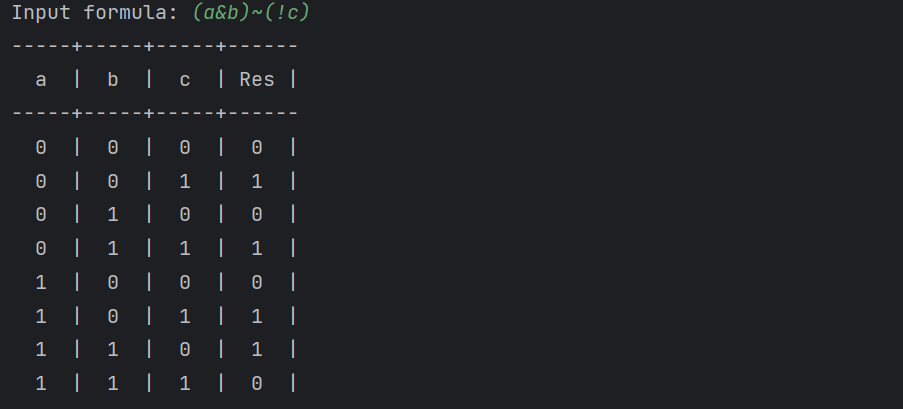 Input formula: (a&b)~(!c)
-----+-----+-----+------
  a  |  b  |  c  | Res |
-----+-----+-----+------
  0  |  0  |  0  |  0  |
  0  |  0  |  1  |  1  |
  0  |  1  |  0  |  0  |
  0  |  1  |  1  |  1  |
  1  |  0  |  0  |  0  |
  1  |  0  |  1  |  1  |
  1  |  1  |  0  |  1  |
  1  |  1  |  1  |  0  |